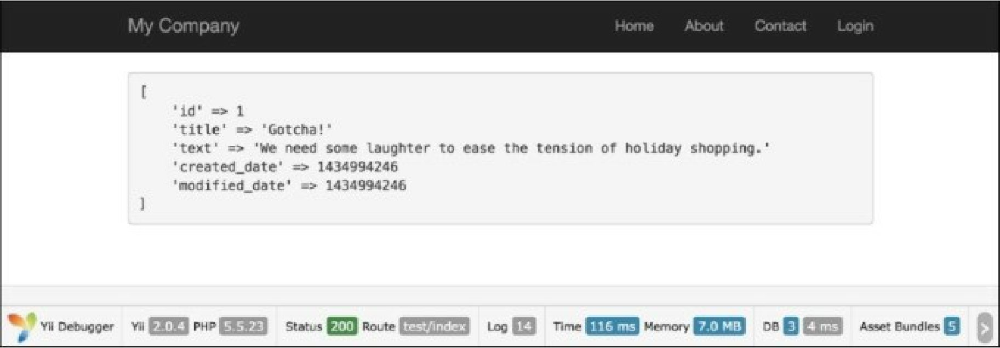 My Company Home About Contact Login
[
'id' => 1
'title' => 'Gotcha!'
'text' => 'We need some laughter to ease the tension of holiday shopping.'
'created_date' => 1434994246
'modified_date' => 1434994246
]
Yii Debugger Yii 2.0.4 PHP 5.5.23 Status 200 Route test/index Log 14 Time 116 ms Memory 7.0 MB DB 3 4 ms Asset Bundles 5 >